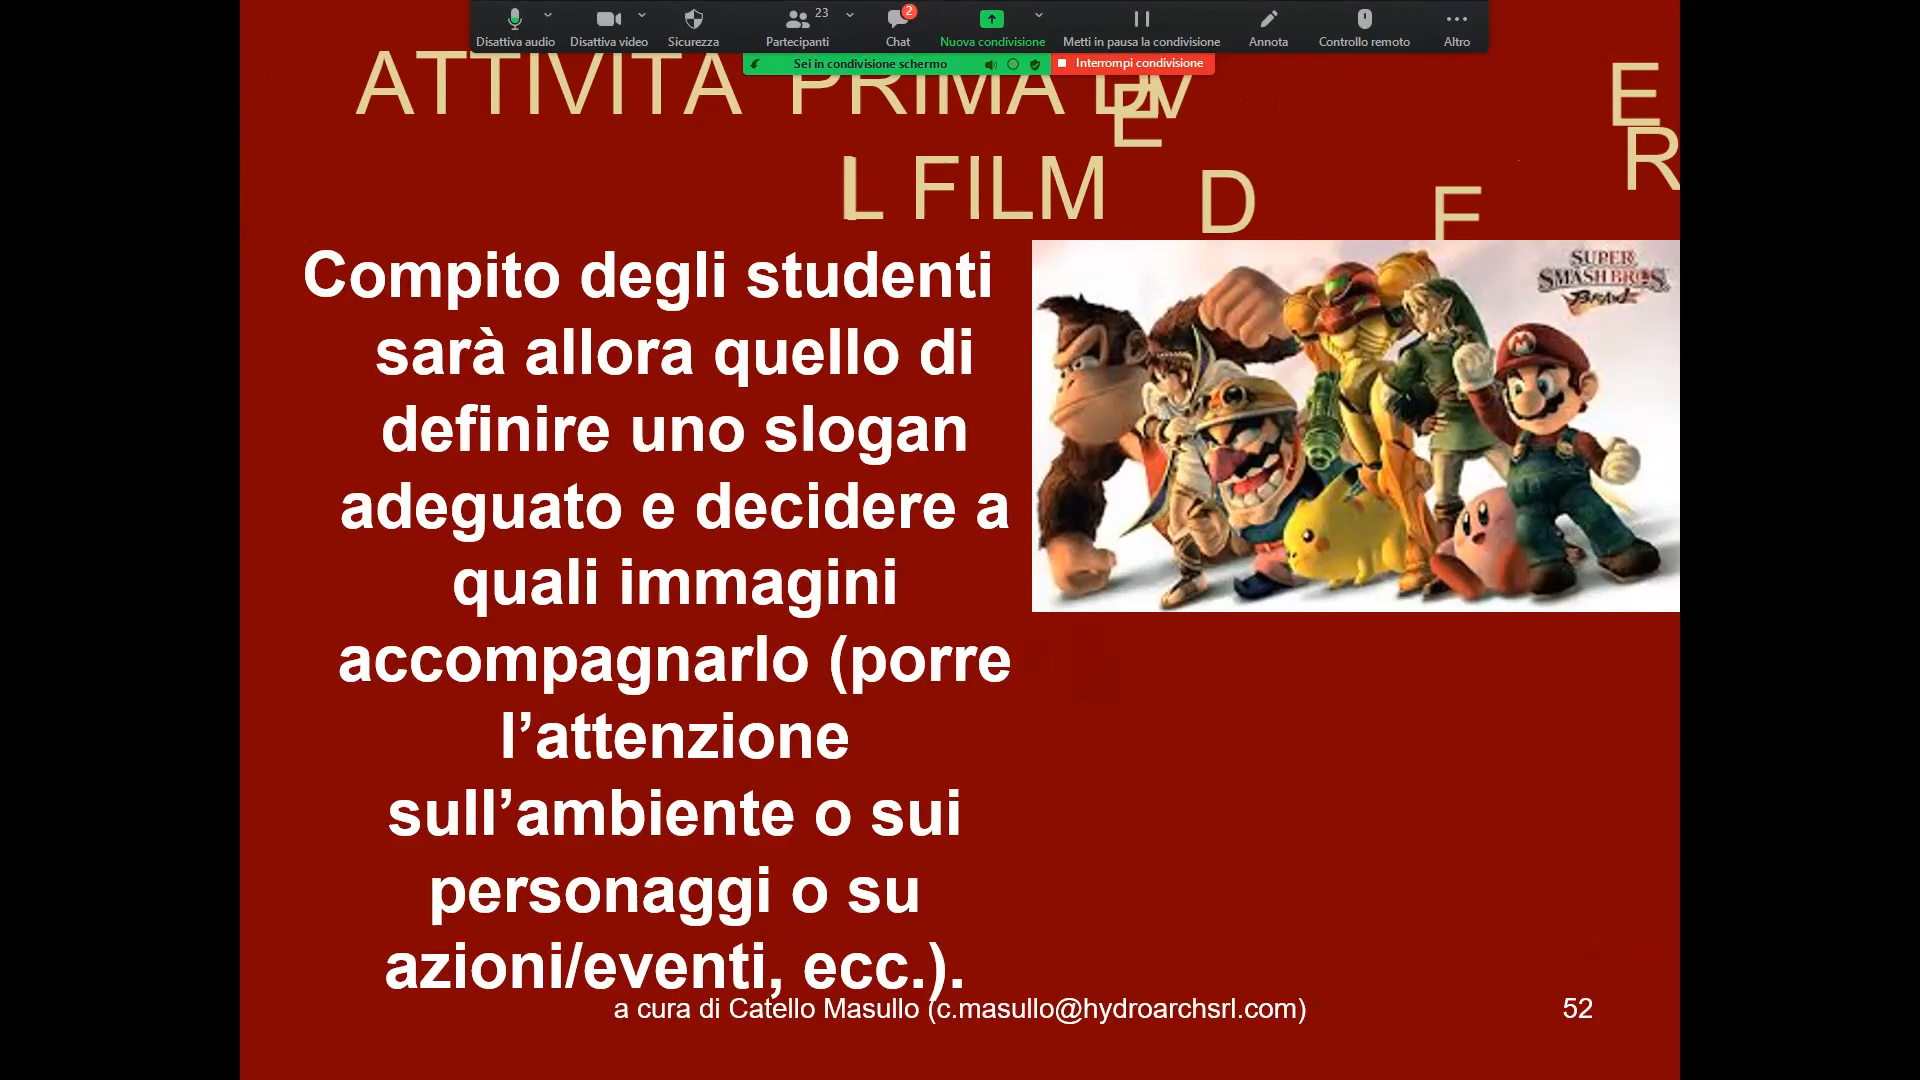 Disattiva audio
Disattiva video
Sicurezza
23
Partecipanti
2
Chat
Nuova condivisione
Metti in pausa la condivisione
Annota
Controllo remoto
Altro
Sei in condivisione schermo
Interrompi condivisione
ATTIVITÀ PRIMA DI V
E
E
R
L FILM
D
E
SUPER
SMASH BROS.
BRAWL
Compito degli studenti
sarà allora quello di
definire uno slogan
adeguato e decidere a
quali immagini
accompagnarlo (porre
l’attenzione
sull’ambiente o sui
personaggi o su
azioni/eventi, ecc.).
a cura di Catello Masullo (c.masullo@hydroarchsrl.com)
52